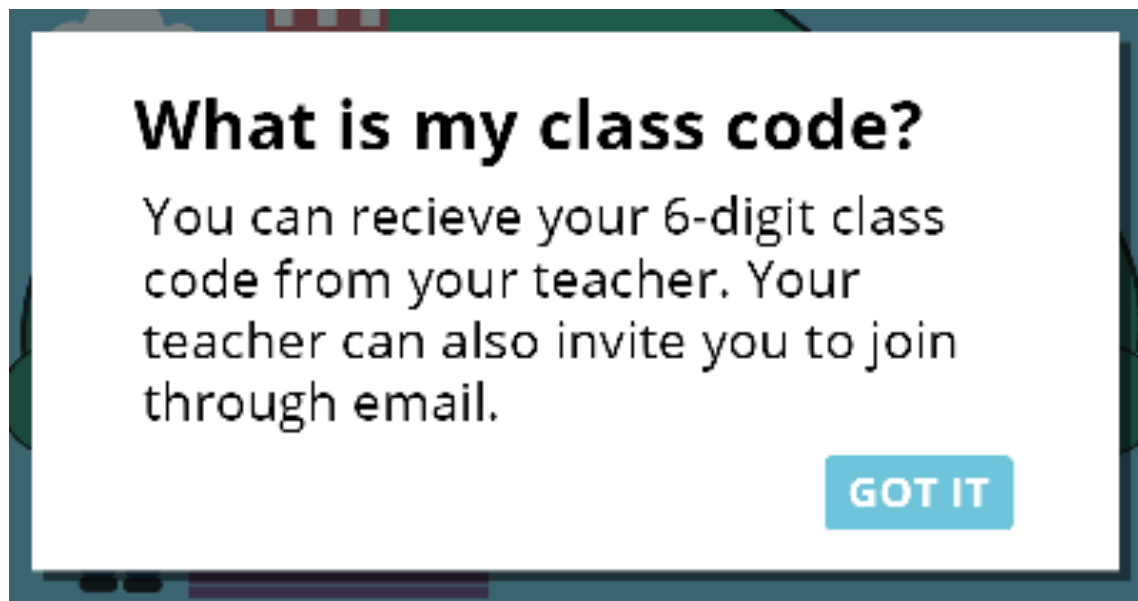 What is my class code?
You can recieve your 6-digit class
code from your teacher. Your
teacher can also invite you to join
through email.
GOT IT